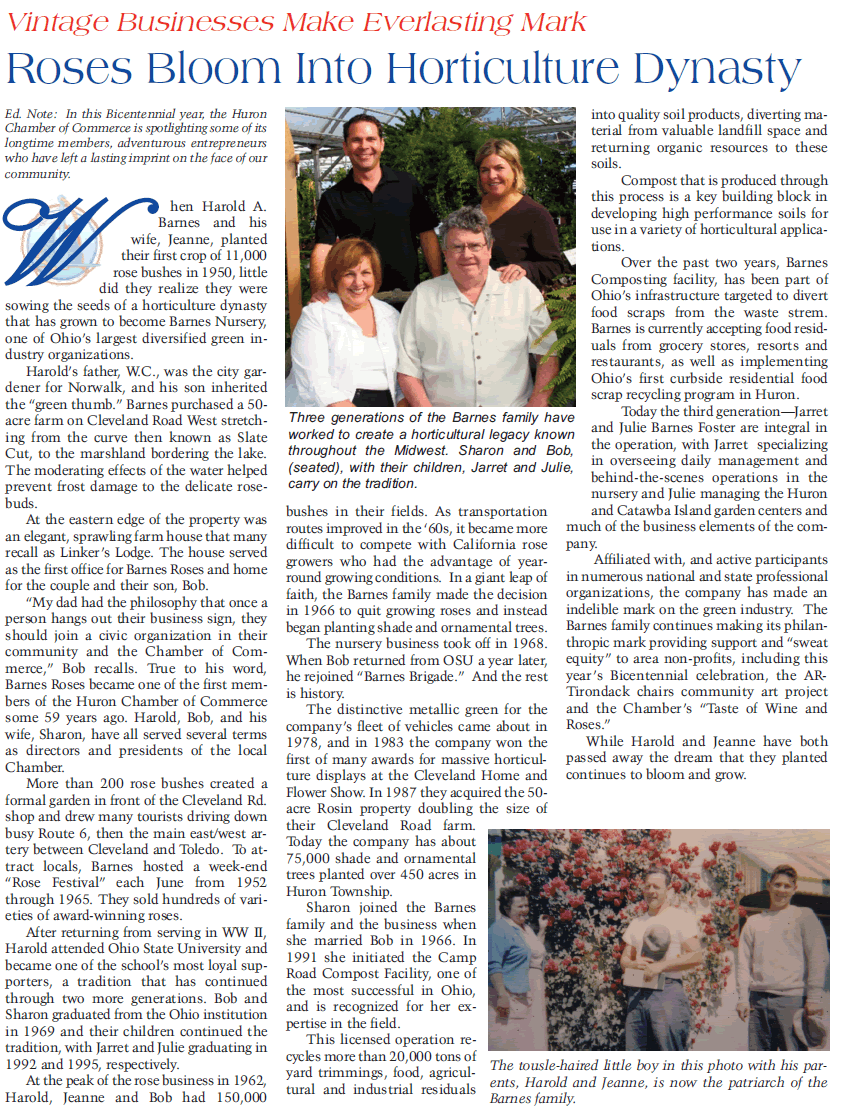 Vintage Businesses Make Everlasting Mark
Roses Bloom Into Horticulture Dynasty
Ed. Note: In this Bicentennial year, the Huron
Chamber of Commerce is spotlighting some of its
longtime members, adventurous entrepreneurs
who have left a lasting imprint on the face of our
community.
When Harold A.
Barnes and his
wife, Jeanne, planted
their first crop of 11,000
rose bushes in 1950, little
did they realize they were
sowing the seeds of a horticulture dynasty
that has grown to become Barnes Nursery,
one of Ohio's largest diversified green in-
dustry organizations.
Harold's father, W.C., was the city gar-
dener for Norwalk, and his son inherited
the “green thumb.” Barnes purchased a 50-
acre farm on Cleveland Road West stretch-
ing from the curve then known as Slate
Cut, to the marshland bordering the lake.
The moderating effects of the water helped
prevent frost damage to the delicate rose-
buds.
At the eastern edge of the property was
an elegant, sprawling farm house that many
recall as Linker's Lodge. The house served
as the first office for Barnes Roses and home
for the couple and their son, Bob.
“My dad had the philosophy that once a
person hangs out their business sign, they
should join a civic organization in their
community and the Chamber of Com-
merce,” Bob recalls. True to his word,
Barnes Roses became one of the first mem-
bers of the Huron Chamber of Commerce
some 59 years ago. Harold, Bob, and his
wife, Sharon, have all served several terms
as directors and presidents of the local
Chamber.
More than 200 rose bushes created a
formal garden in front of the Cleveland Rd.
shop and drew many tourists driving down
busy Route 6, then the main east/west ar-
tery between Cleveland and Toledo. To at-
tract locals, Barnes hosted a week-end
“Rose Festival” each June from 1952
through 1965. They sold hundreds of vari-
eties of award-winning roses.
After returning from serving in WW II,
Harold attended Ohio State University and
became one of the school's most loyal sup-
porters, a tradition that has continued
through two more generations. Bob and
Sharon graduated from the Ohio institution
in 1969 and their children continued the
tradition, with Jarret and Julie graduating in
1992 and 1995, respectively.
At the peak of the rose business in 1962,
Harold, Jeanne and Bob had 150,000
Three generations of the Barnes family have
worked to create a horticultural legacy known
throughout the Midwest. Sharon and Bob,
(seated), with their children, Jarret and Julie,
carry on the tradition.
bushes in their fields. As transportation
routes improved in the ‘60s, it became more
difficult to compete with California rose
growers who had the advantage of year-
round growing conditions. In a giant leap of
faith, the Barnes family made the decision
in 1966 to quit growing roses and instead
began planting shade and ornamental trees.
The nursery business took off in 1968.
When Bob returned from OSU a year later,
he rejoined “Barnes Brigade.” And the rest
is history.
The distinctive metallic green for the
company's fleet of vehicles came about in
1978, and in 1983 the company won the
first of many awards for massive horticul-
ture displays at the Cleveland Home and
Flower Show. In 1987 they acquired the 50-
acre Rosin property doubling the size of
their Cleveland Road farm.
Today the company has about
75,000 shade and ornamental
trees planted over 450 acres in
Huron Township.
Sharon joined the Barnes
family and the business when
she married Bob in 1966. In
1991 she initiated the Camp
Road Compost Facility, one of
the most successful in Ohio,
and is recognized for her ex-
pertise in the field.
This licensed operation re-
cycles more than 20,000 tons of
yard trimmings, food, agricul-
tural and industrial residuals
into quality soil products, diverting ma-
terial from valuable landfill space and
returning organic resources to these
soils.
Compost that is produced through
this process is a key building block in
developing high performance soils for
use in a variety of horticultural applica-
tions.
Over the past two years, Barnes
Composting facility, has been part of
Ohio's infrastructure targeted to divert
food scraps from the waste strem.
Barnes is currently accepting food resid-
uals from grocery stores, resorts and
restaurants, as well as implementing
Ohio's first curbside residential food
scrap recycling program in Huron.
Today the third generation—Jarret
and Julie Barnes Foster are integral in
the operation, with Jarret specializing
in overseeing daily management and
behind-the-scenes operations in the
nursery and Julie managing the Huron
and Catawba Island garden centers and
much of the business elements of the com-
pany.
Affiliated with, and active participants
in numerous national and state professional
organizations, the company has made an
indelible mark on the green industry. The
Barnes family continues making its philan-
thropic mark providing support and “sweat
equity” to area non-profits, including this
year's Bicentennial celebration, the AR-
Tirondack chairs community art project
and the Chamber's “Taste of Wine and
Roses.”
While Harold and Jeanne have both
passed away the dream that they planted
continues to bloom and grow.
The tousle-haired little boy in this photo with his par-
ents, Harold and Jeanne, is now the patriarch of the
Barnes family.